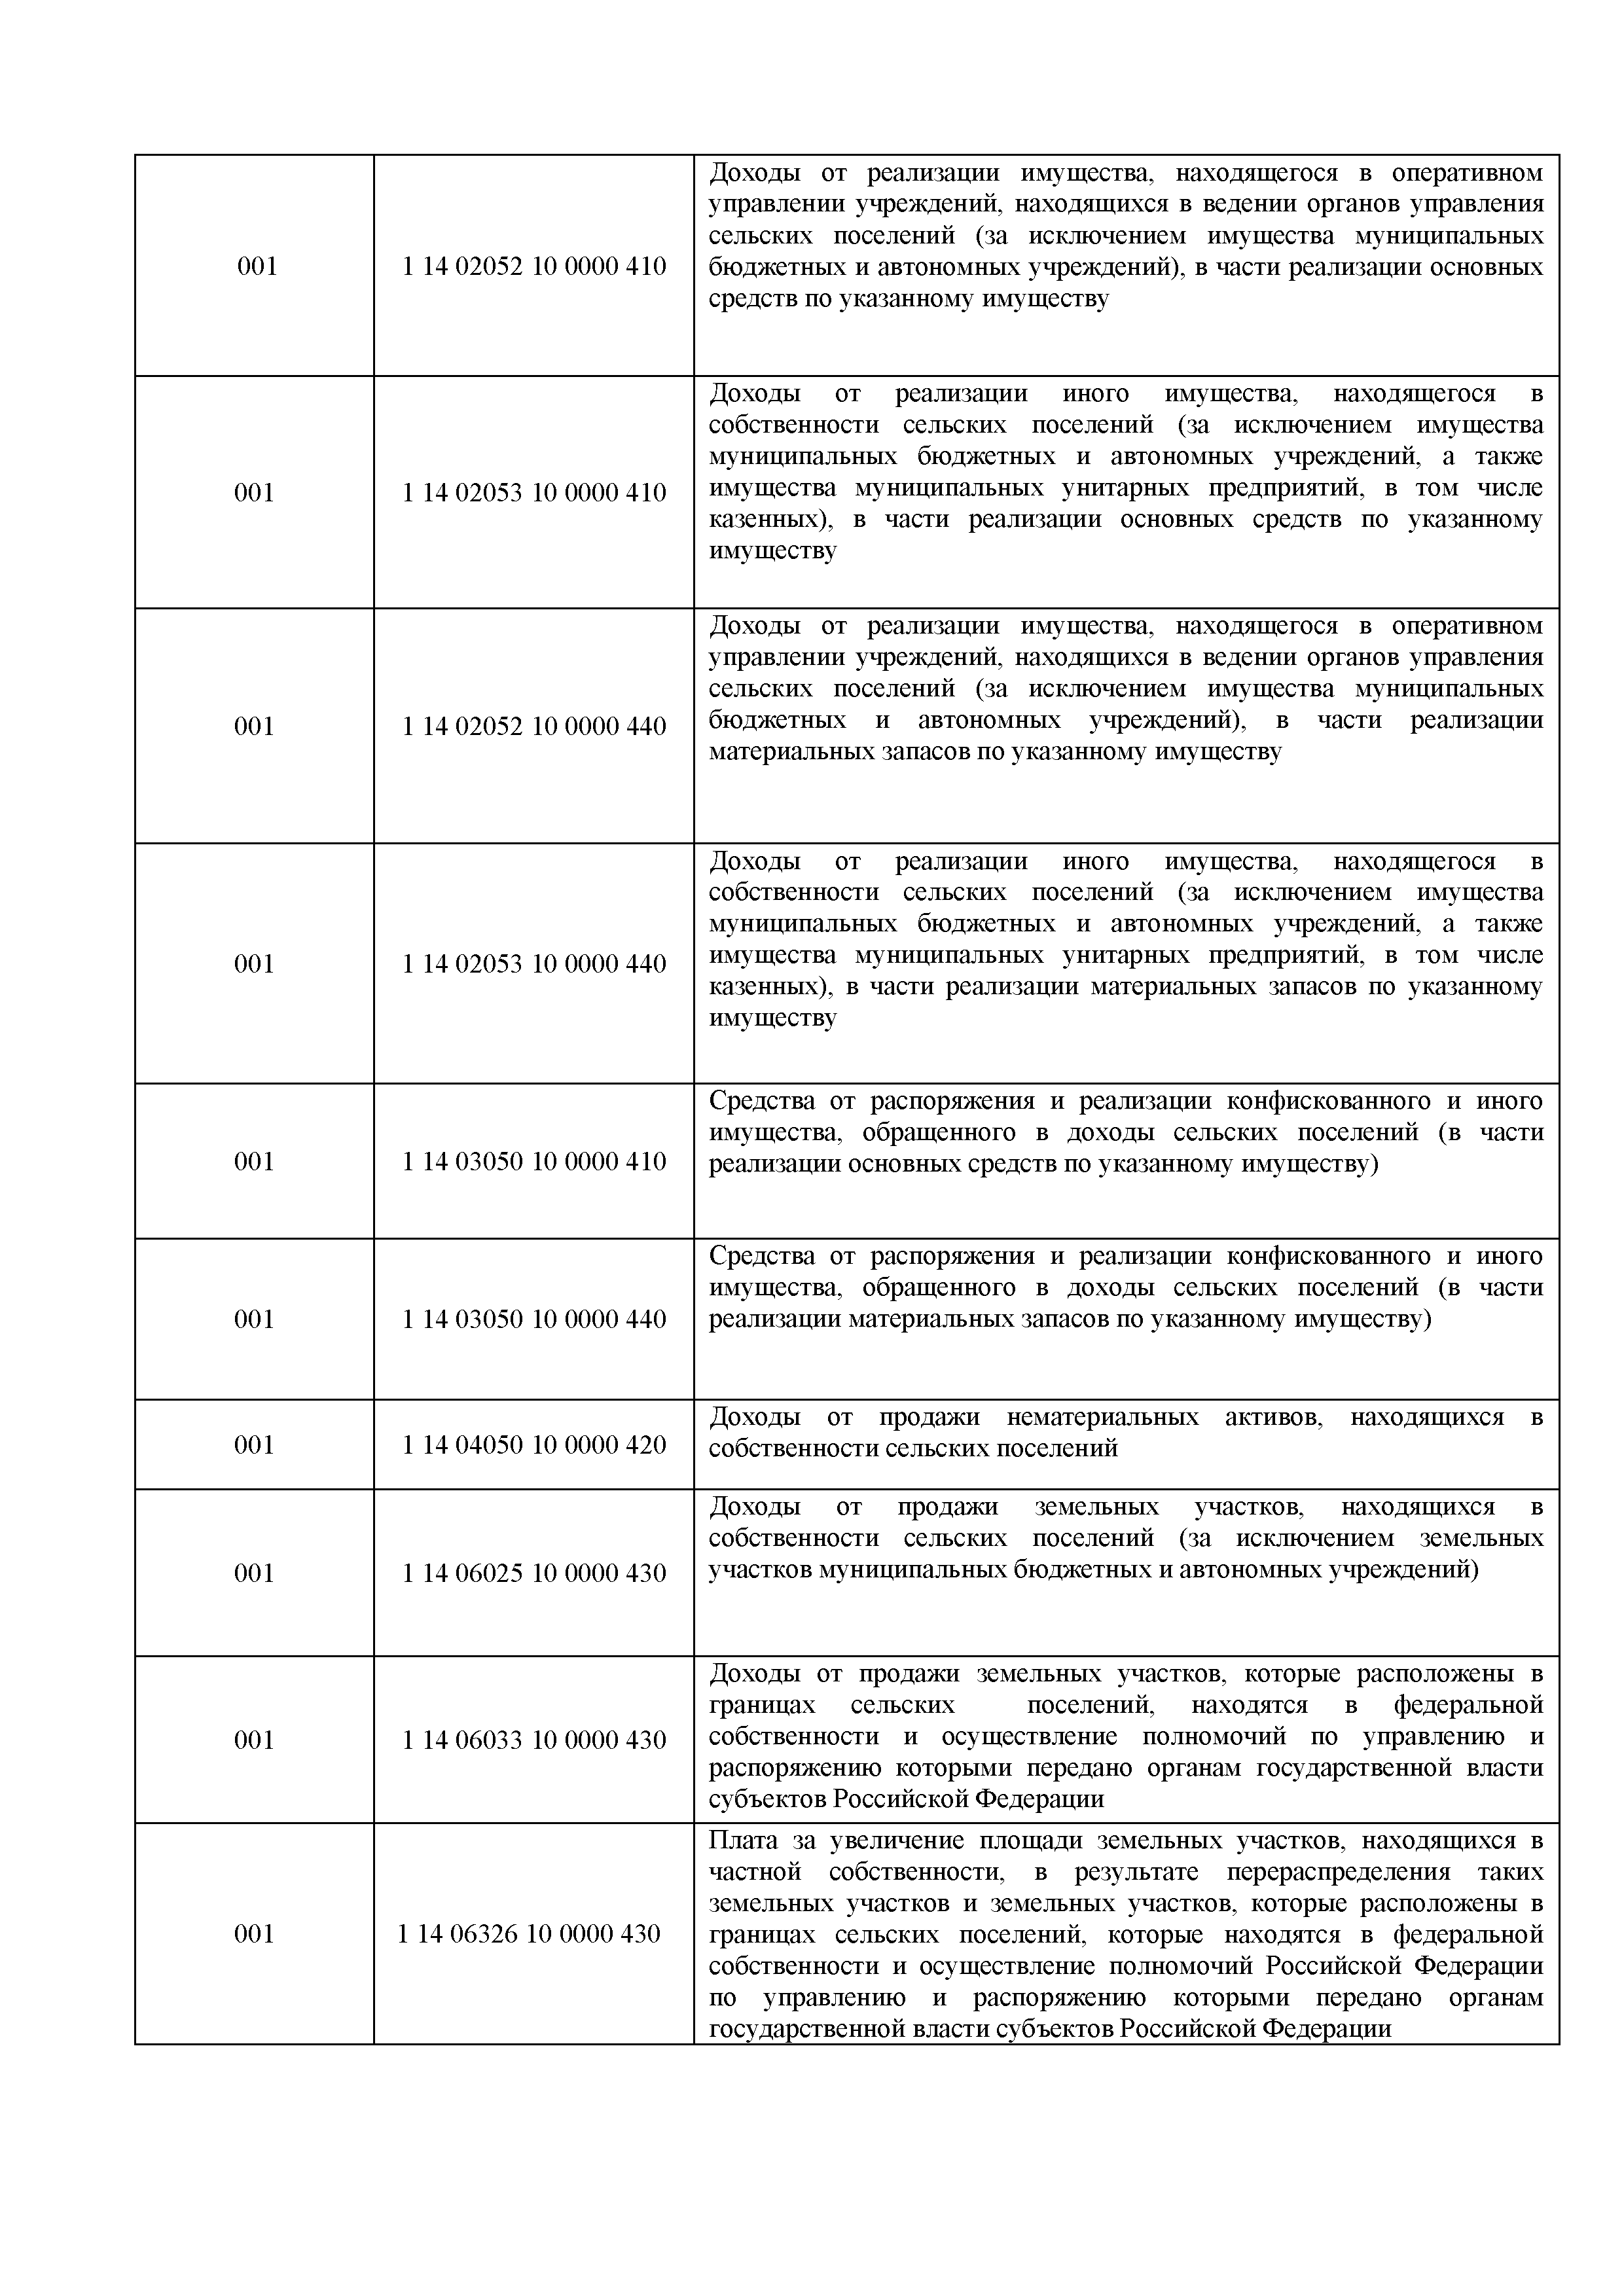 Доходы от реализации имущества, находящегося в оперативном
управлении учреждений, находящихся в ведении органов управления
сельских поселений (за исключением имущества муниципальных
001 1 14 02052 10 0000 410 бюджетных и автономных учреждений), в части реализации основных
средств по указанному имуществу
Доходы от реализации иного имущества, находящегося в
собственности сельских поселений (за исключением имущества
муниципальных бюджетных и автономных учреждений, а также
001 1 14 02053 10 0000 410 имущества муниципальных унитарных предприятий, в том числе
казенных), в части реализации основных средств по указанному
имуществу
Доходы от реализации имущества, находящегося в оперативном
управлении учреждений, находящихся в ведении органов управления
сельских поселений (за исключением имущества муниципальных
001 1 14 02052 10 0000 440 бюджетных и автономных учреждений), в части реализации
материальных запасов по указанному имуществу
Доходы от реализации иного имущества, находящегося в
собственности сельских поселений (за исключением имущества
муниципальных бюджетных и автономных учреждений, а также
001 1 14 02053 10 0000 440 имущества муниципальных унитарных предприятий, в том числе
казенных), в части реализации материальных запасов по указанному
имуществу
Средства от распоряжения и реализации конфискованного и иного
имущества, обращенного в доходы сельских поселений (в части
001 1 14 03050 10 0000 410 реализации основных средств по указанному имуществу)
Средства от распоряжения и реализации конфискованного и иного
имущества, обращенного в доходы сельских поселений (в части
001 1 14 03050 10 0000 440 реализации материальных запасов по указанному имуществу)
Доходы от продажи нематериальных активов, находящихся в
001 1 14 04050 10 0000 420 собственности сельских поселений
Доходы от продажи земельных участков, находящихся в
собственности сельских поселений (за исключением земельных
001 1 14 06025 10 0000 430 участков муниципальных бюджетных и автономных учреждений)
Доходы от продажи земельных участков, которые расположены в
границах сельских поселений, находятся в федеральной
001 1 14 06033 10 0000 430 собственности и осуществление полномочий по управлению и
распоряжению которыми передано органам государственной власти
субъектов Российской Федерации
Плата за увеличение площади земельных участков, находящихся в
частной собственности, в результате перераспределения таких
земельных участков и земельных участков, которые расположены в
001 1 14 06326 10 0000 430 границах сельских поселений, которые находятся в федеральной
собственности и осуществление полномочий Российской Федерации
по управлению и распоряжению которыми передано органам
государственной власти субъектов Российской Федерации